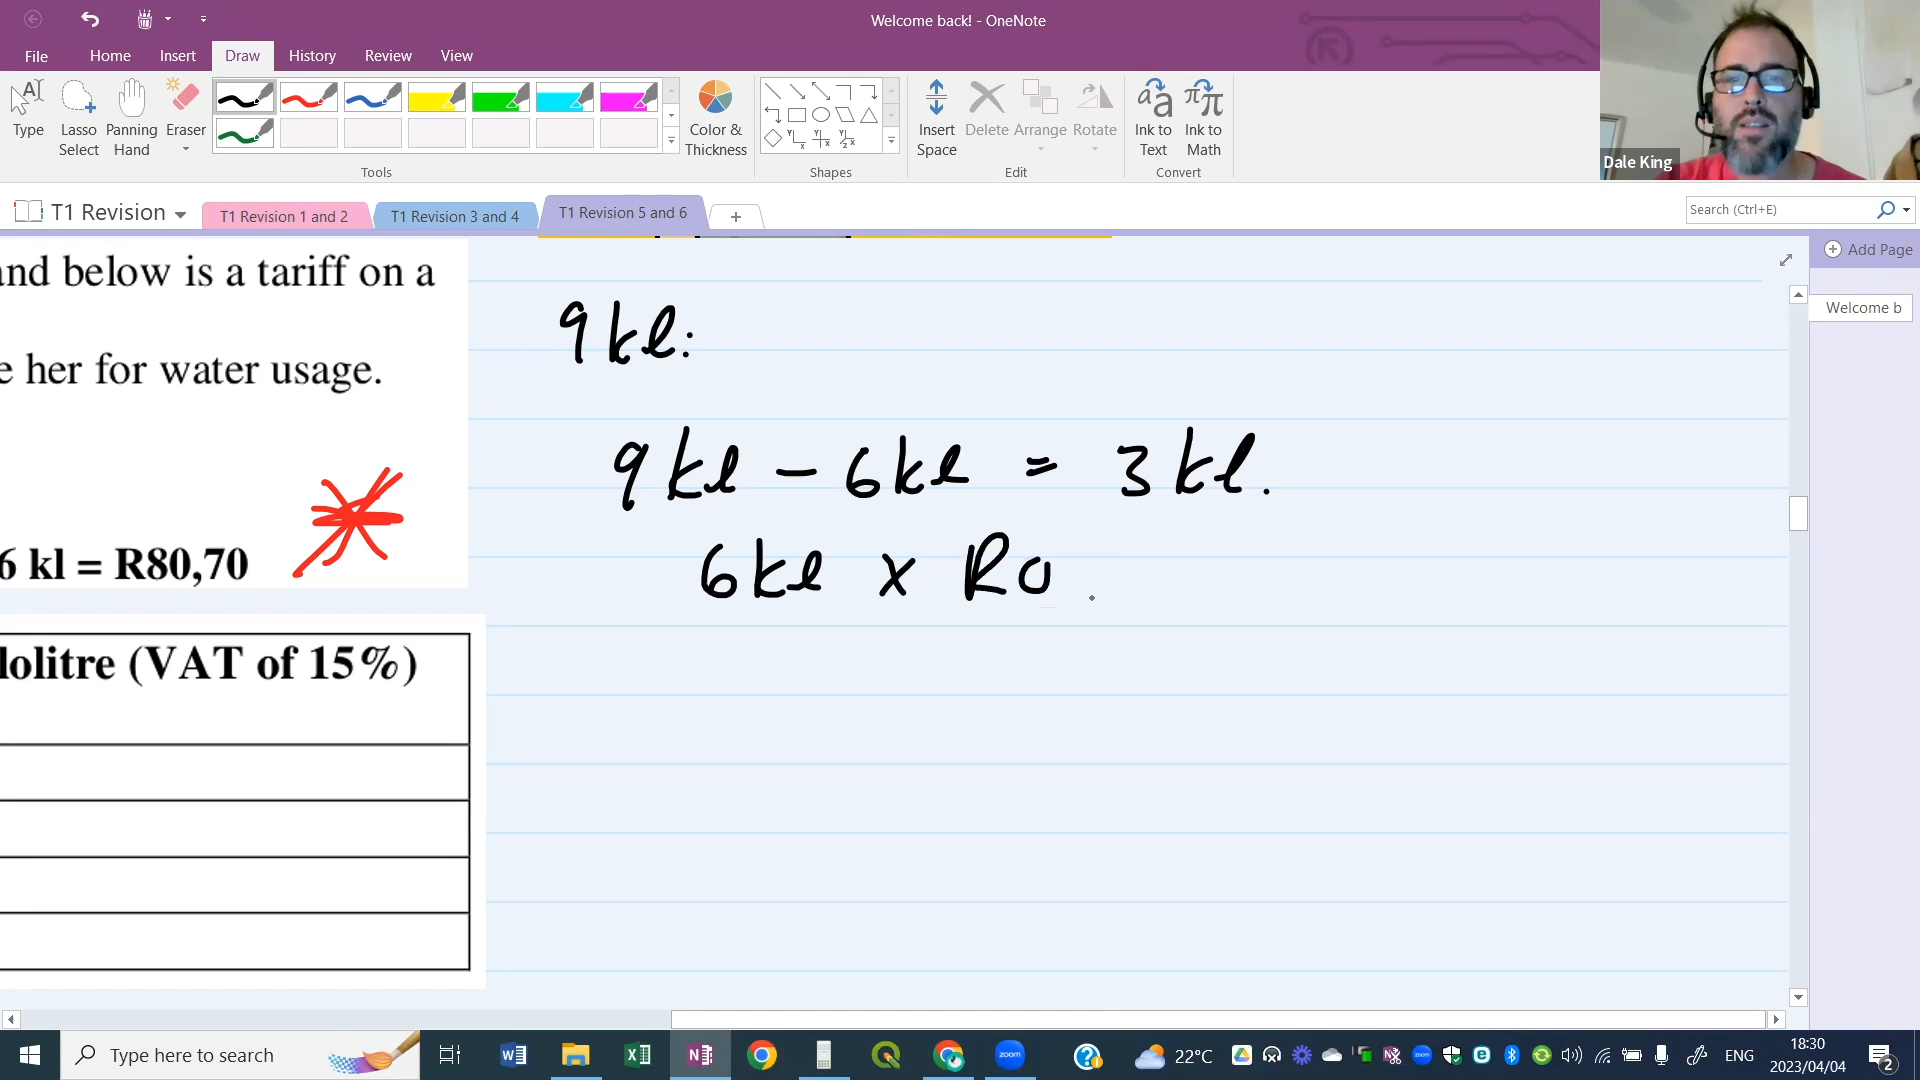 Welcome back! - OneNote
File Home Insert Draw History Review View
Type Lasso Select Panning Hand Eraser Color & Thickness Insert Space Delete Arrange Rotate Ink to Text Ink to Math
Tools Shapes Edit Convert
Dale King
T1 Revision T1 Revision 1 and 2 T1 Revision 3 and 4 T1 Revision 5 and 6 + Search (Ctrl+E)
Add Page
Welcome b
and below is a tariff on a
e her for water usage.
6 kl = R80,70
lolitre (VAT of 15%)
9kl:
9kl - 6kl = 3kl.
6kl x R0
Type here to search
zoom
22°C
ENG
18:30
2023/04/04
2